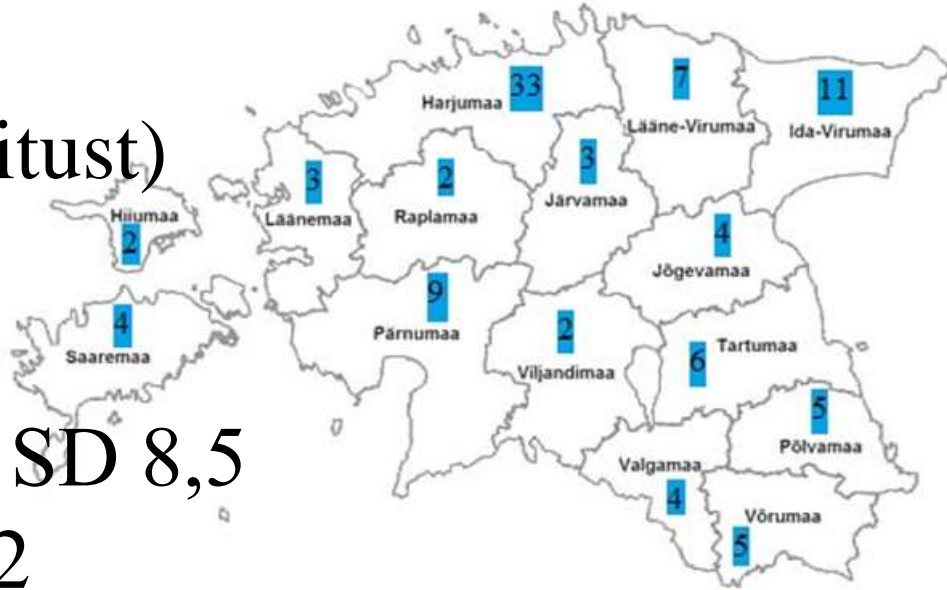 itust)
SD 8,5
2
33
Harjumaa
7
Lääne-Virumaa
11
Ida-Virumaa
3
Läänemaa
2
Raplamaa
3
Järvamaa
Hiiumaa
2
4
Jõgevamaa
4
Saaremaa
9
Pärnumaa
2
Viljandimaa
6
Tartumaa
5
Põlvamaa
Valgamaa
4
Võrumaa
5